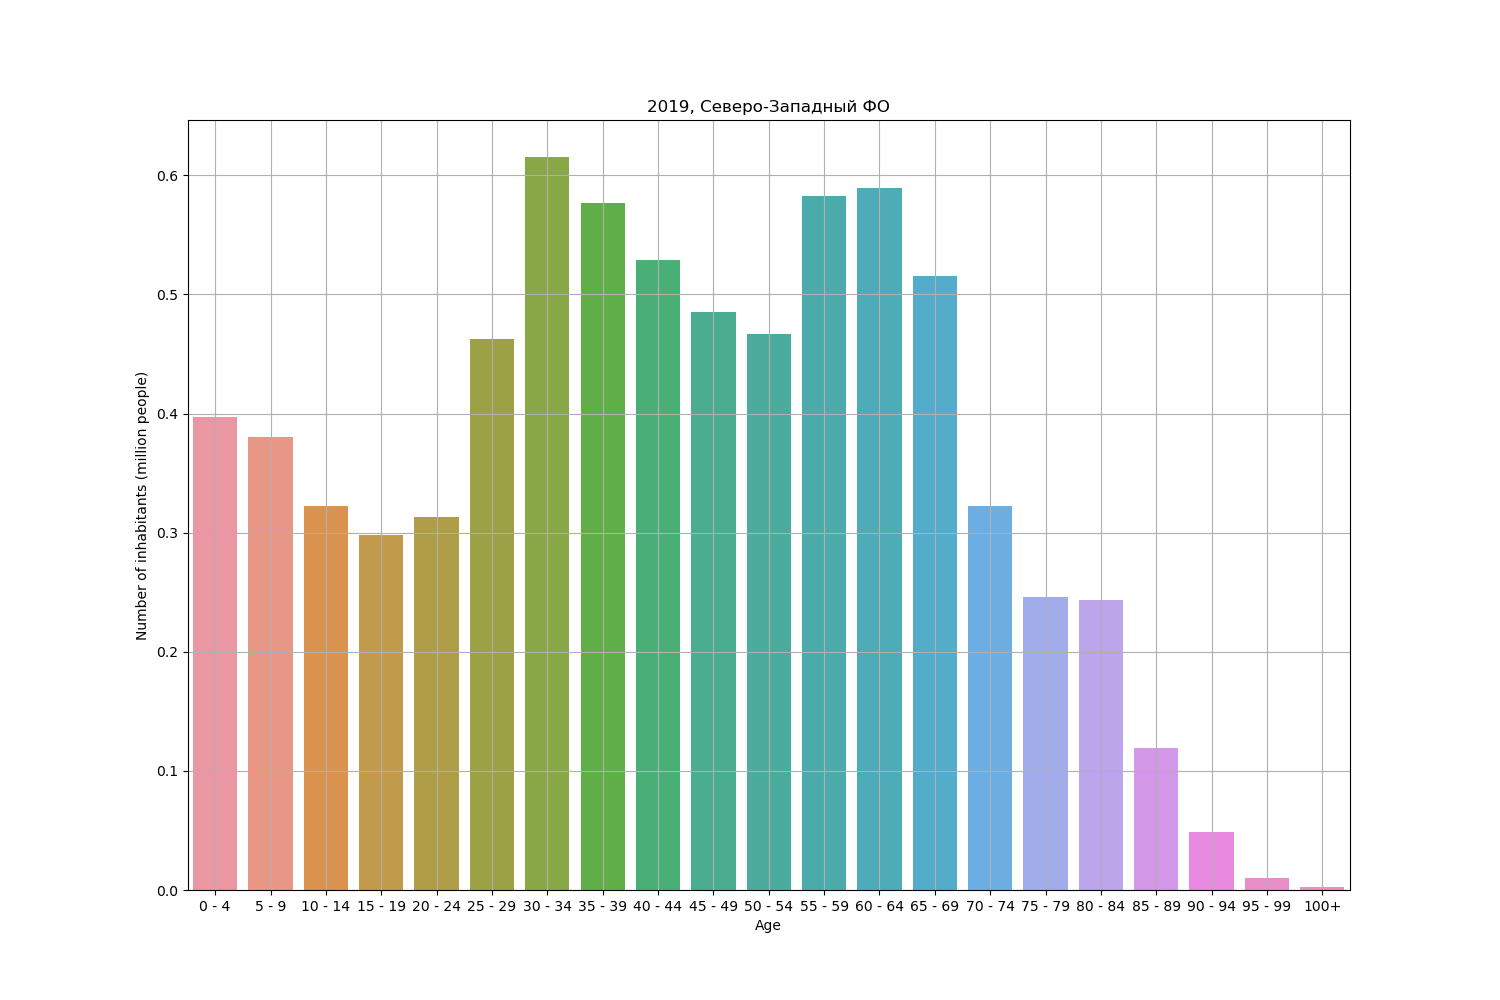 2019, Северо-Западный ФО
Number of inhabitants (million people)
0.6
0.5
0.4
0.3
0.2
0.1
0.0
0 - 4 5 - 9 10 - 14 15 - 19 20 - 24 25 - 29 30 - 34 35 - 39 40 - 44 45 - 49 50 - 54 55 - 59 60 - 64 65 - 69 70 - 74 75 - 79 80 - 84 85 - 89 90 - 94 95 - 99 100+
Age